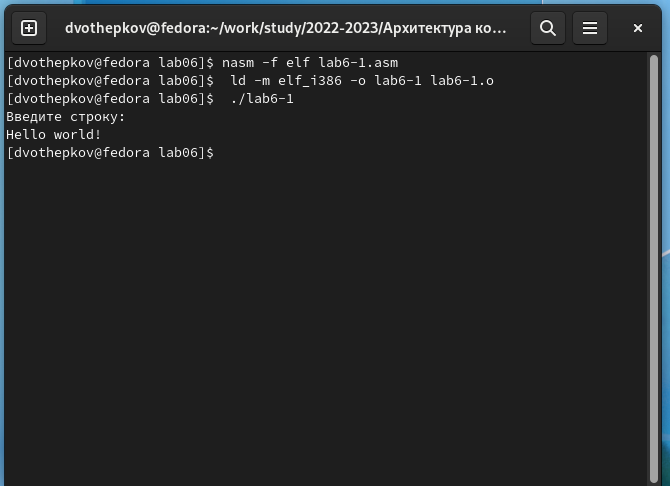 dvothepkov@fedora:~/work/study/2022-2023/Архитектура ко...
[dvothepkov@fedora lab06]$ nasm -f elf lab6-1.asm
[dvothepkov@fedora lab06]$  ld -m elf_i386 -o lab6-1 lab6-1.o
[dvothepkov@fedora lab06]$  ./lab6-1
Введите строку:
Hello world!
[dvothepkov@fedora lab06]$